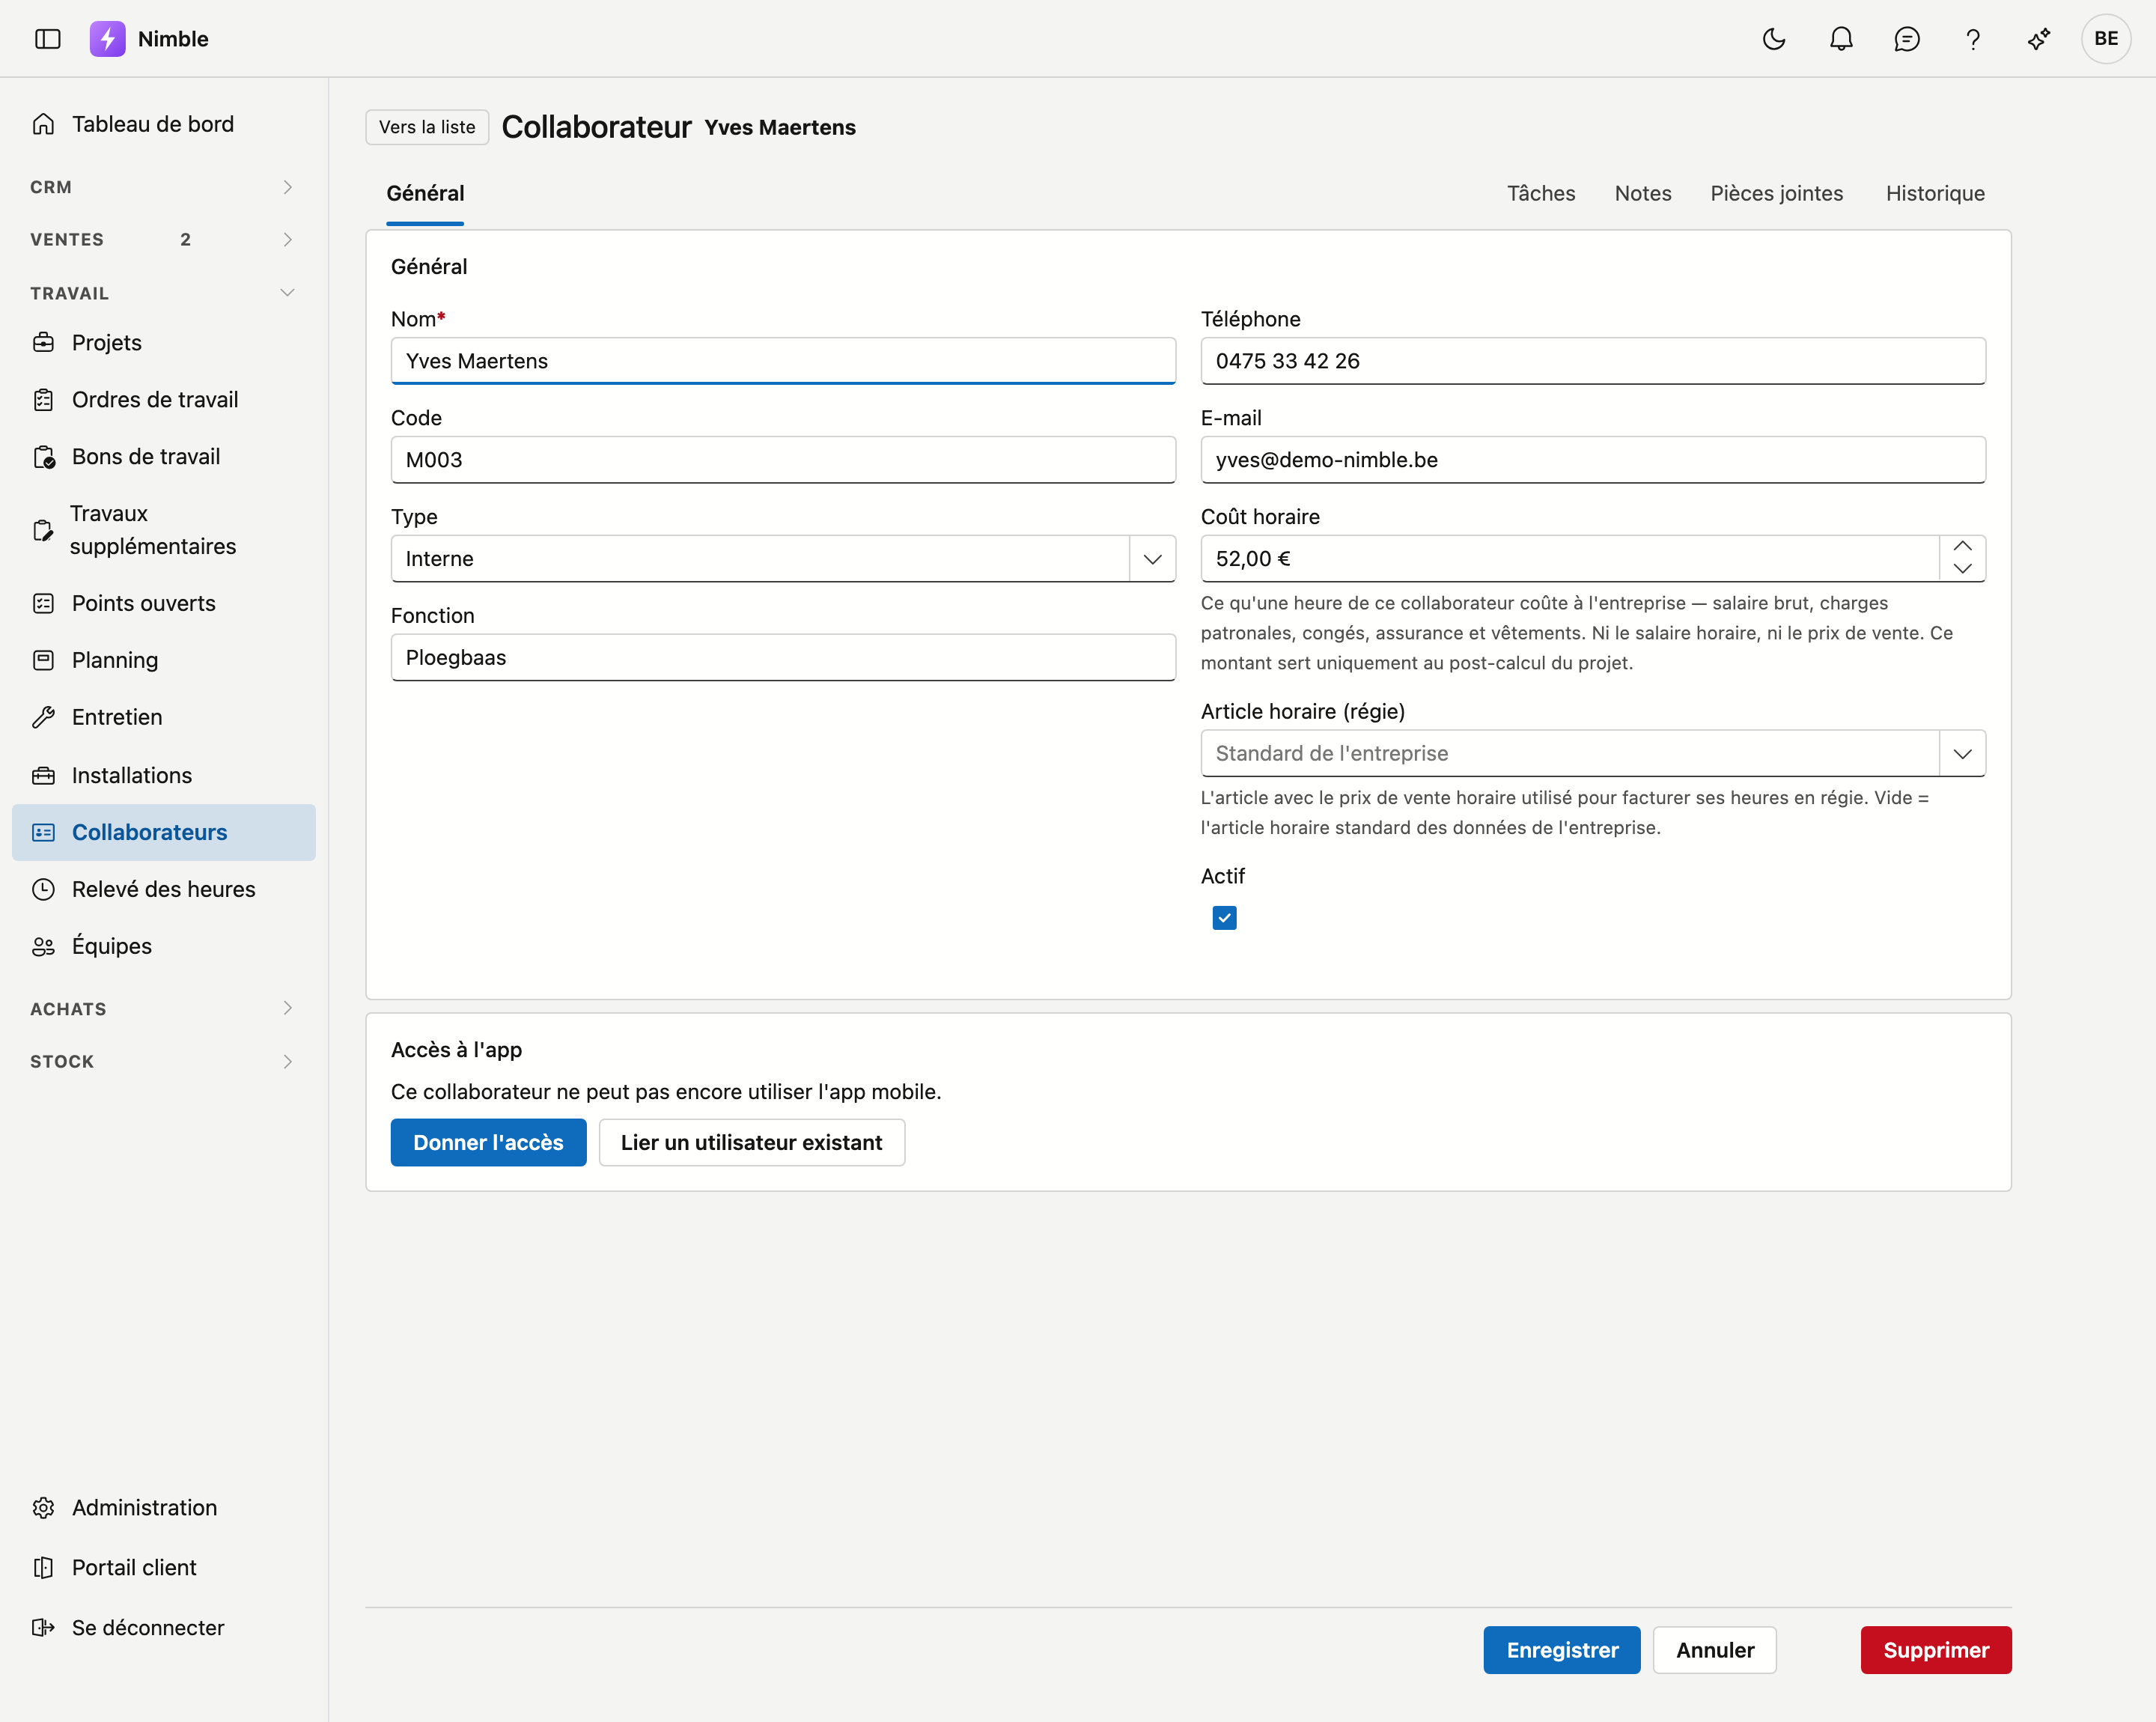 Nimble
BE
Tableau de bord
CRM
VENTES 2
TRAVAIL
Projets
Ordres de travail
Bons de travail
Travaux
supplémentaires
Points ouverts
Planning
Entretien
Installations
Collaborateurs
Relevé des heures
Équipes
ACHATS
STOCK
Administration
Portail client
Se déconnecter
Vers la liste Collaborateur Yves Maertens
Général Tâches Notes Pièces jointes Historique
Général
Nom*
Yves Maertens
Code
M003
Type
Interne
Fonction
Ploegbaas
Téléphone
0475 33 42 26
E-mail
yves@demo-nimble.be
Coût horaire
52,00 €
Ce qu'une heure de ce collaborateur coûte à l'entreprise — salaire brut, charges
patronales, congés, assurance et vêtements. Ni le salaire horaire, ni le prix de vente. Ce
montant sert uniquement au post-calcul du projet.
Article horaire (régie)
Standard de l'entreprise
L'article avec le prix de vente horaire utilisé pour facturer ses heures en régie. Vide =
l'article horaire standard des données de l'entreprise.
Actif
Accès à l'app
Ce collaborateur ne peut pas encore utiliser l'app mobile.
Donner l'accès Lier un utilisateur existant
Enregistrer Annuler Supprimer